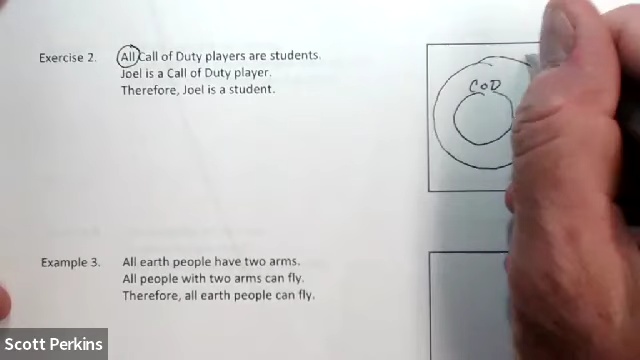 Exercise 2. All Call of Duty players are students.
Joel is a Call of Duty player.
Therefore, Joel is a student.
COD
Example 3. All earth people have two arms.
All people with two arms can fly.
Therefore, all earth people can fly.
Scott Perkins